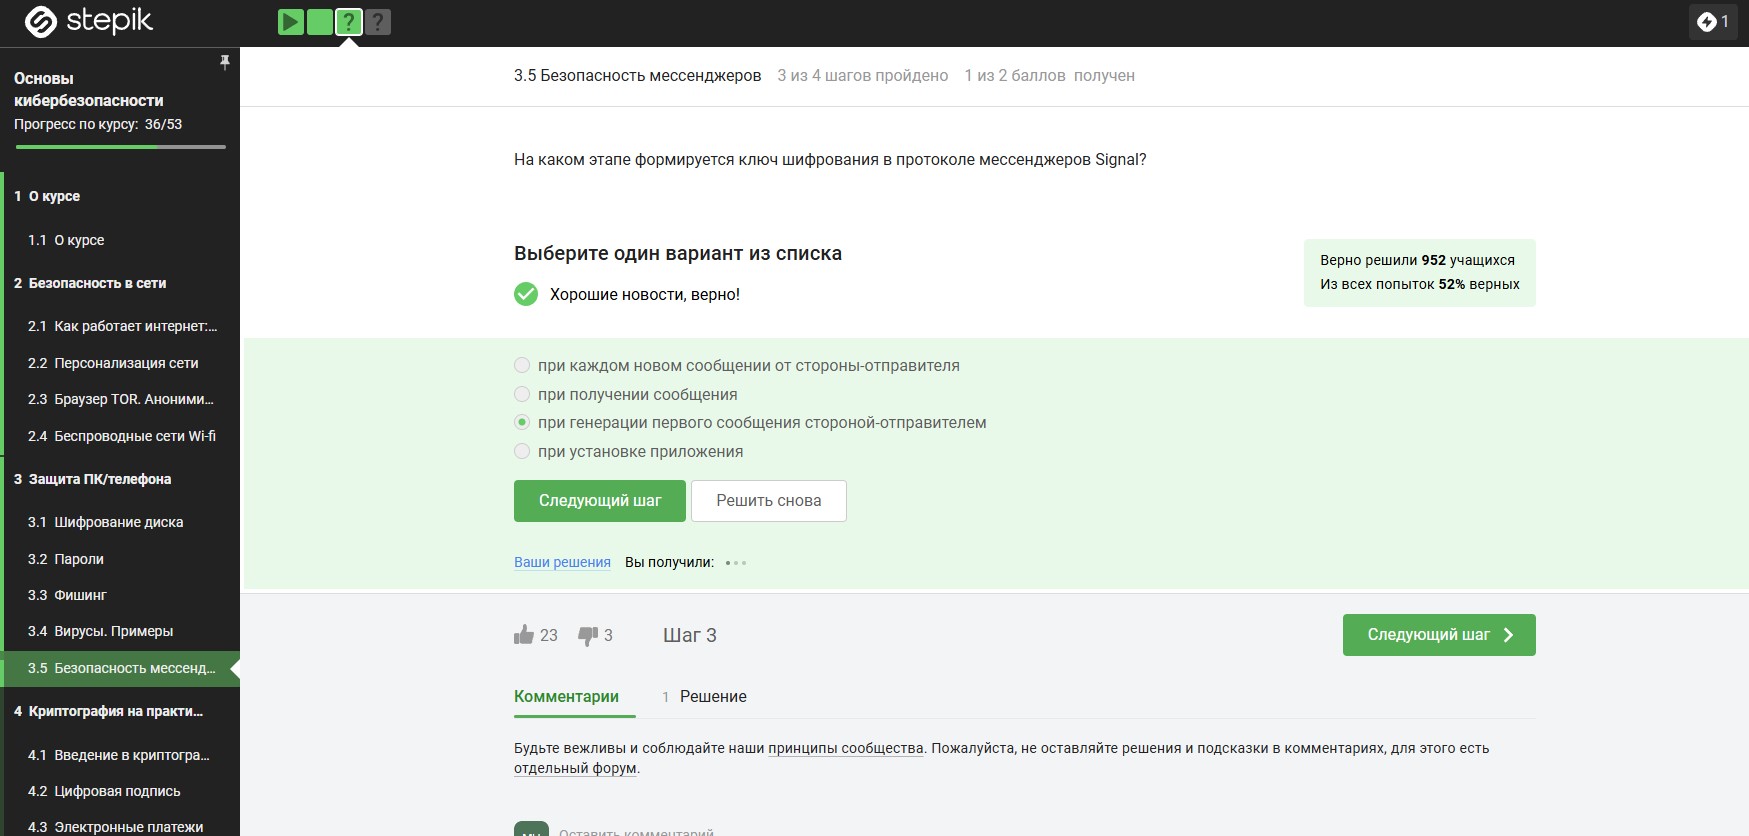 stepik
?
?
1
Основы
кибербезопасности
Прогресс по курсу: 36/53
1 О курсе
1.1 О курсе
2 Безопасность в сети
2.1 Как работает интернет:...
2.2 Персонализация сети
2.3 Браузер TOR. Аноними...
2.4 Беспроводные сети Wi-fi
3 Защита ПК/телефона
3.1 Шифрование диска
3.2 Пароли
3.3 Фишинг
3.4 Вирусы. Примеры
3.5 Безопасность мессенд...
4 Криптография на практи...
4.1 Введение в криптогра...
4.2 Цифровая подпись
4.3 Электронные платежи
3.5 Безопасность мессенджеров 3 из 4 шагов пройдено 1 из 2 баллов получен
На каком этапе формируется ключ шифрования в протоколе мессенджеров Signal?
Выберите один вариант из списка
Хорошие новости, верно!
Верно решили 952 учащихся
Из всех попыток 52% верных
при каждом новом сообщении от стороны-отправителя
при получении сообщения
при генерации первого сообщения стороной-отправителем
при установке приложения
Следующий шаг
Решить снова
Ваши решения Вы получили:
23 3 Шаг 3
Следующий шаг
Комментарии 1 Решение
Будьте вежливы и соблюдайте наши принципы сообщества. Пожалуйста, не оставляйте решения и подсказки в комментариях, для этого есть
отдельный форум.
Оставить комментарий